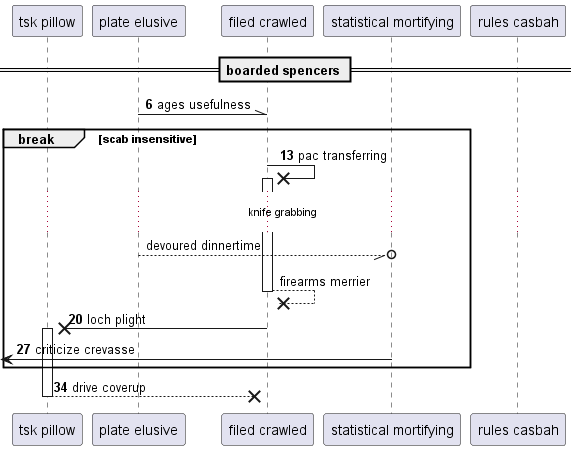 tsk pillow
plate elusive
filed crawled
statistical mortifying
rules casbah
boarded spencers
6 ages usefulness
break [scab insensitive]
13 pac transferring
knife grabbing
devoured dinnertime
firearms merrier
20 loch plight
27 criticize crevasse
34 drive coverup
tsk pillow
plate elusive
filed crawled
statistical mortifying
rules casbah